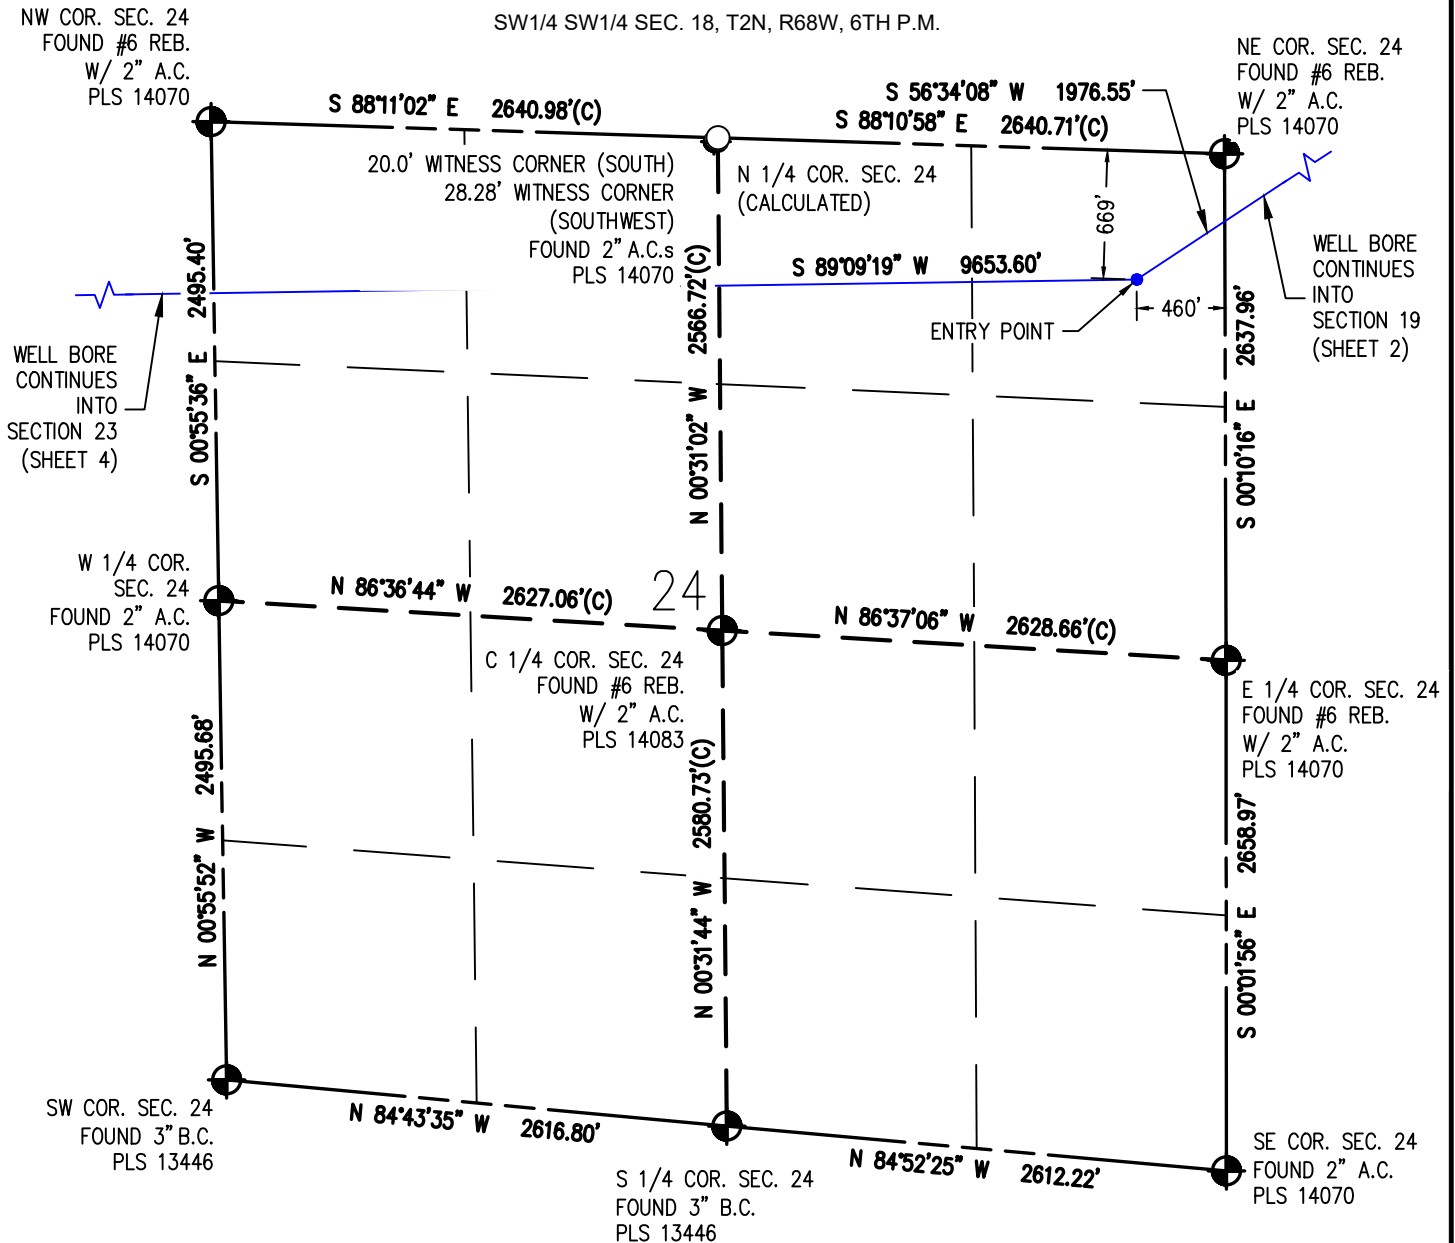 SW1/4 SW1/4 SEC. 18, T2N, R68W, 6TH P.M.
NW COR. SEC. 24
FOUND #6 REB.
W/ 2" A.C.
PLS 14070
S 88°11'02" E 2640.98'(C)
S 56°34'08" W 1976.55'
S 88°10'58" E 2640.71'(C)
NE COR. SEC. 24
FOUND #6 REB.
W/ 2" A.C.
PLS 14070
20.0' WITNESS CORNER (SOUTH)
28.28' WITNESS CORNER
(SOUTHWEST)
FOUND 2" A.C.s
PLS 14070
N 1/4 COR. SEC. 24
(CALCULATED)
669'
S 89°09'19" W 9653.60'
460'
ENTRY POINT
WELL BORE
CONTINUES
INTO
SECTION 19
(SHEET 2)
WELL BORE
CONTINUES
INTO
SECTION 23
(SHEET 4)
S 00°55'36" E 2495.40'
N 00°31'02" W 2566.72'(C)
S 00°10'16" E 2637.96'
W 1/4 COR.
SEC. 24
FOUND 2" A.C.
PLS 14070
N 86°36'44" W 2627.06'(C)
24
N 86°37'06" W 2628.66'(C)
C 1/4 COR. SEC. 24
FOUND #6 REB.
W/ 2" A.C.
PLS 14083
E 1/4 COR. SEC. 24
FOUND #6 REB.
W/ 2" A.C.
PLS 14070
N 00°55'52" W 2495.68'
N 00°31'44" W 2580.73'(C)
S 00°01'56" E 2658.97'
SW COR. SEC. 24
FOUND 3" B.C.
PLS 13446
N 84°43'35" W 2616.80'
S 1/4 COR. SEC. 24
FOUND 3" B.C.
PLS 13446
N 84°52'25" W 2612.22'
SE COR. SEC. 24
FOUND 2" A.C.
PLS 14070